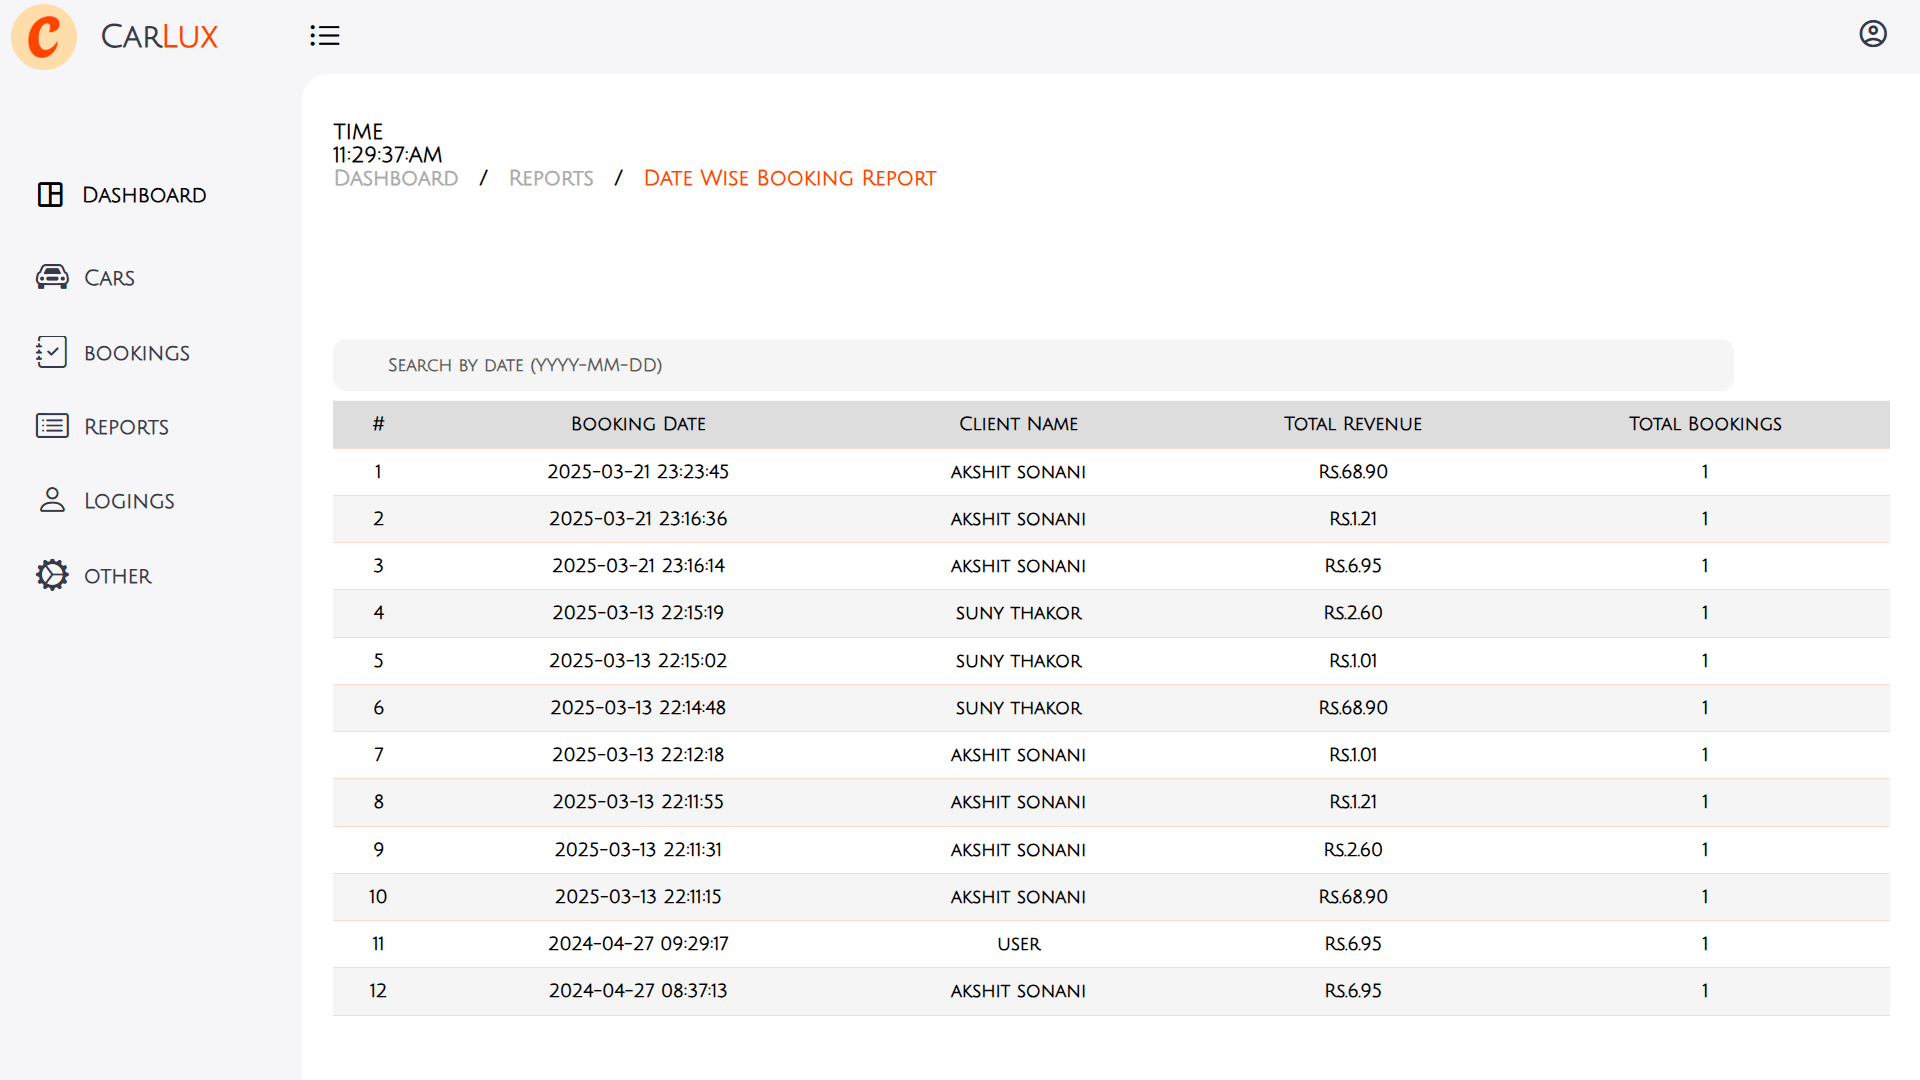 C CarLux
TIME
11:29:37:AM
Dashboard / Reports / Date Wise Booking Report
Dashboard
Cars
bookings
Reports
Logings
other
Search by date (YYYY-MM-DD)
# Booking Date Client Name Total Revenue Total Bookings
1 2025-03-21 23:23:45 akshit sonani Rs.68.90 1
2 2025-03-21 23:16:36 akshit sonani Rs.1.21 1
3 2025-03-21 23:16:14 akshit sonani Rs.6.95 1
4 2025-03-13 22:15:19 suny thakor Rs.2.60 1
5 2025-03-13 22:15:02 suny thakor Rs.1.01 1
6 2025-03-13 22:14:48 suny thakor Rs.68.90 1
7 2025-03-13 22:12:18 akshit sonani Rs.1.01 1
8 2025-03-13 22:11:55 akshit sonani Rs.1.21 1
9 2025-03-13 22:11:31 akshit sonani Rs.2.60 1
10 2025-03-13 22:11:15 akshit sonani Rs.68.90 1
11 2024-04-27 09:29:17 user Rs.6.95 1
12 2024-04-27 08:37:13 akshit sonani Rs.6.95 1